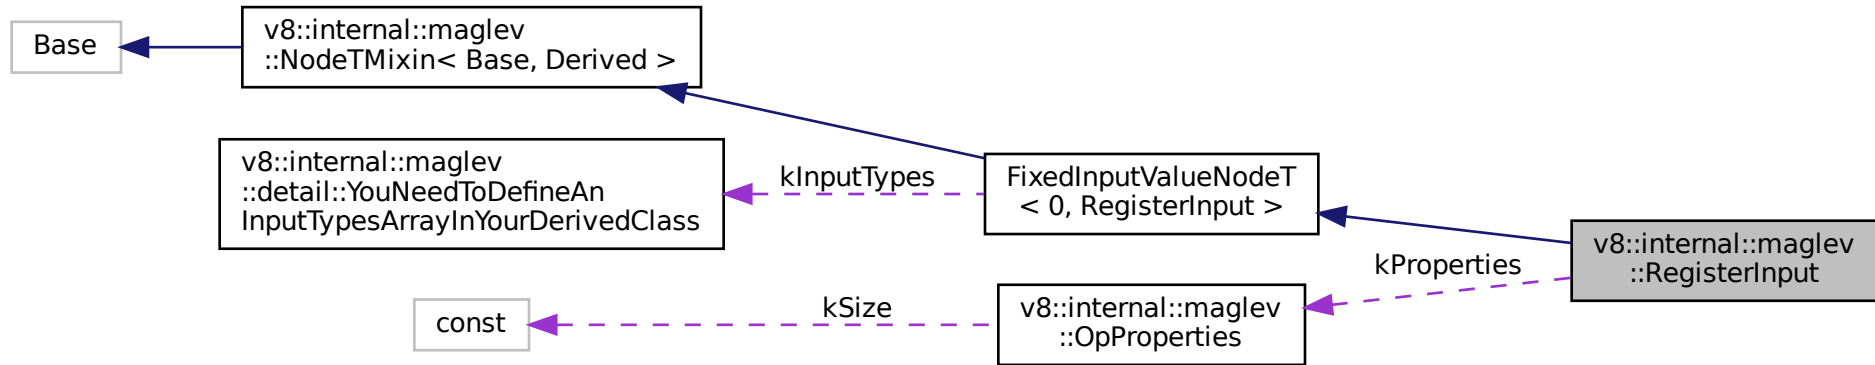 Base
v8::internal::maglev
::NodeTMixin< Base, Derived >
v8::internal::maglev
::detail::YouNeedToDefineAn
InputTypesArrayInYourDerivedClass
kInputTypes
FixedInputValueNodeT
< 0, RegisterInput >
v8::internal::maglev
::RegisterInput
kProperties
const
kSize
v8::internal::maglev
::OpProperties